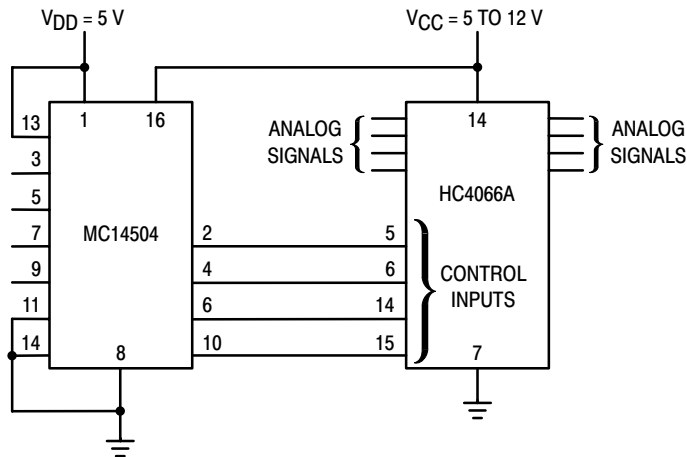 VDD = 5 V
VCC = 5 TO 12 V
13
1
16
3
5
7
9
11
14
MC14504
8
2
4
6
10
ANALOG
SIGNALS
14
ANALOG
SIGNALS
HC4066A
5
6
14
15
CONTROL
INPUTS
7